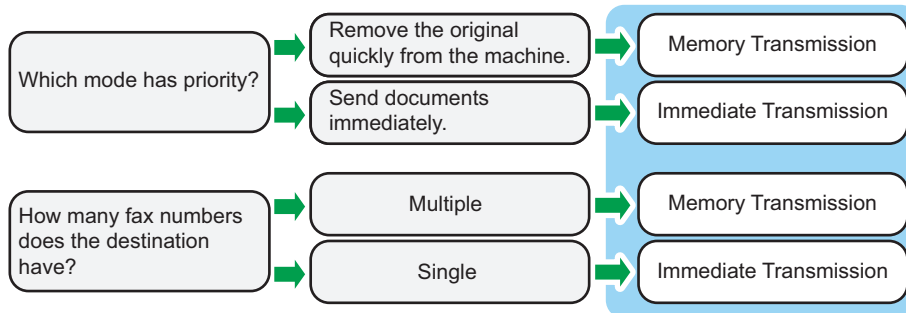 Which mode has priority?
Remove the original
quickly from the machine.
Memory Transmission
Send documents
immediately.
Immediate Transmission
How many fax numbers
does the destination
have?
Multiple
Memory Transmission
Single
Immediate Transmission